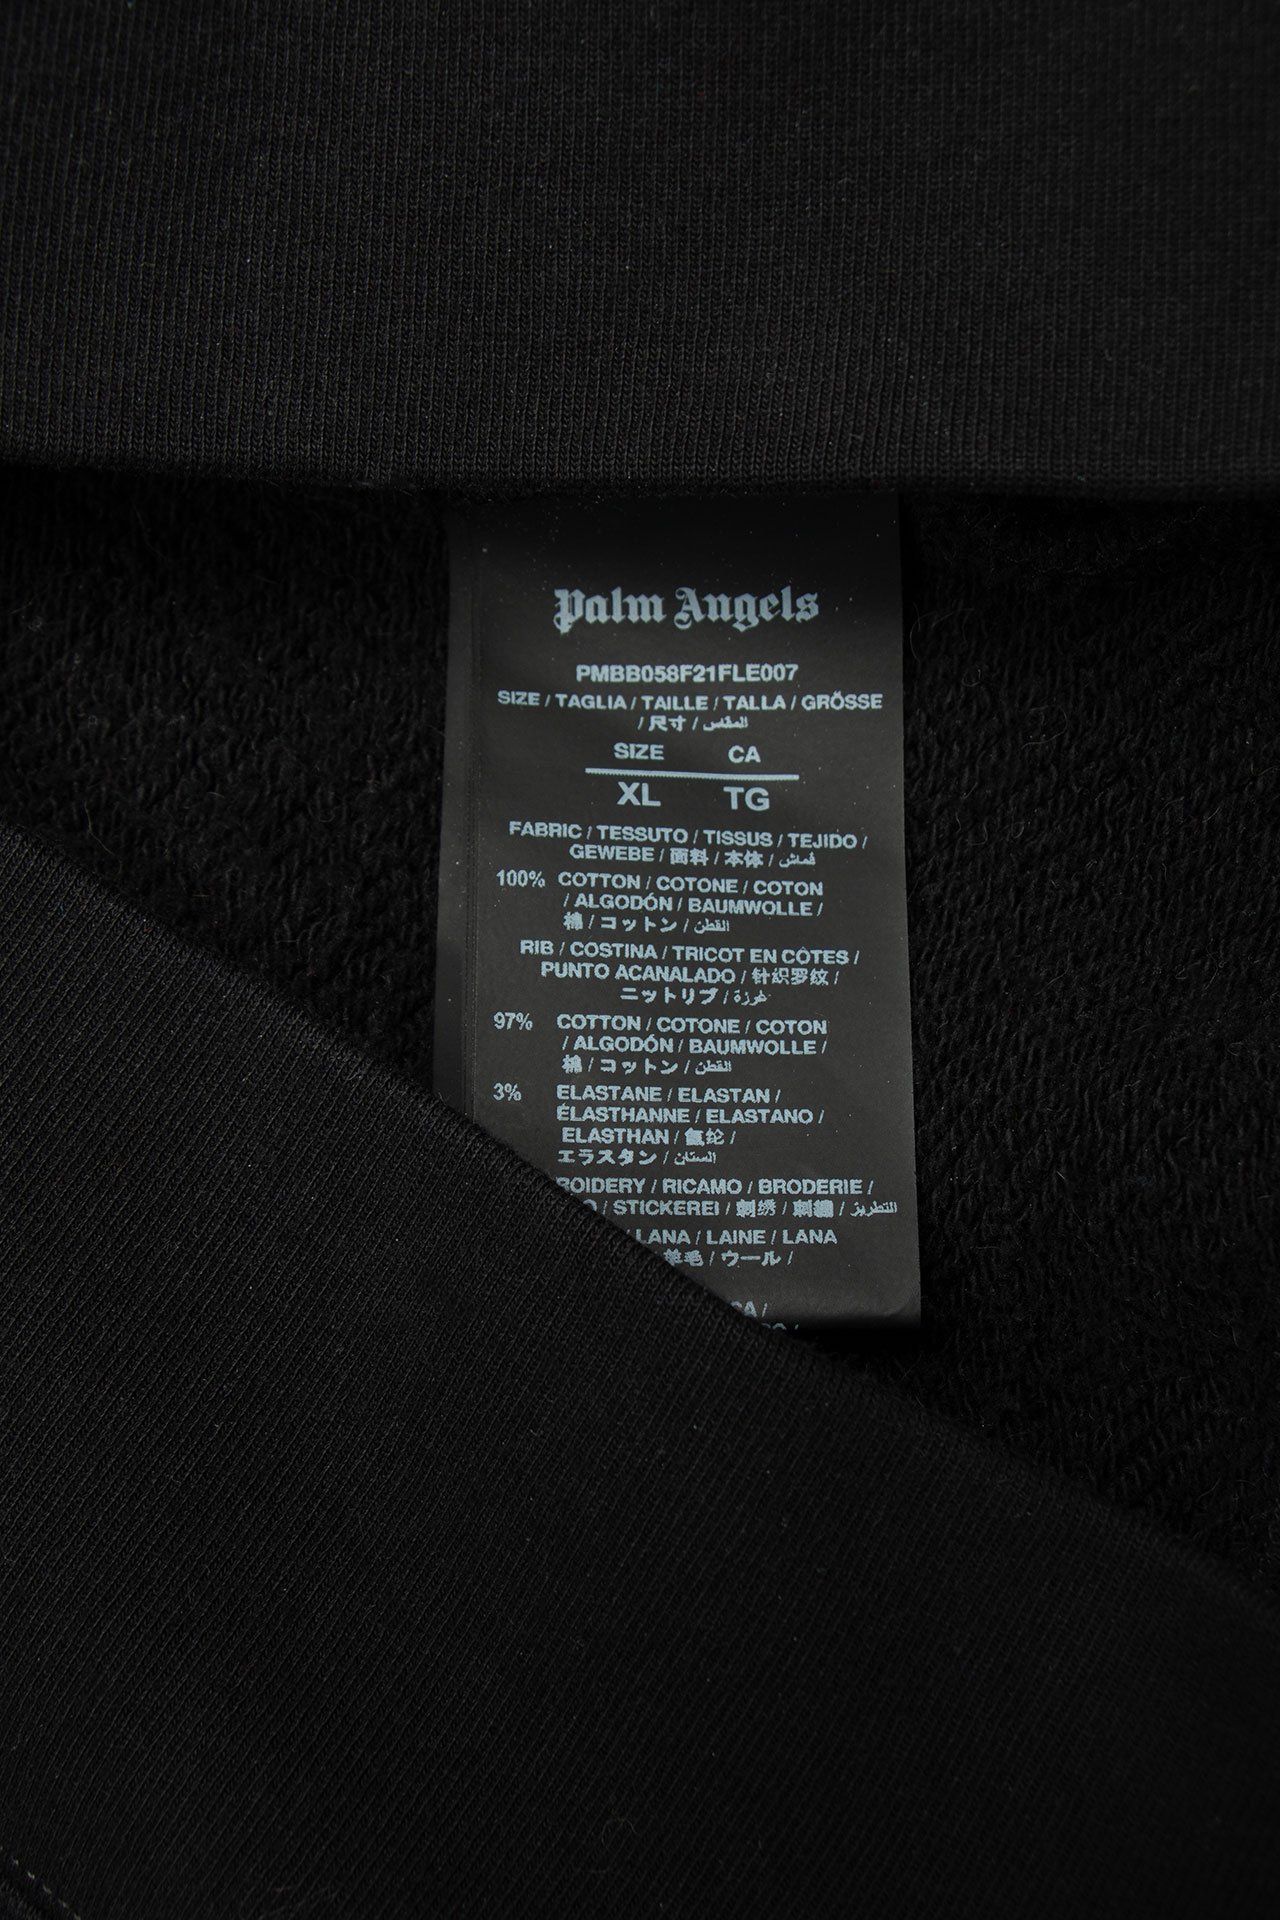 Palm Angels
PMBB058F21FLE007
SIZE / TAGLIA / TAILLE / TALLA / GRÖSSE
/ 尺寸 / المقاس
SIZE CA
XL TG
FABRIC / TESSUTO / TISSUS / TEJIDO /
GEWEBE / 面料 / 本体 / قماش
100% COTTON / COTONE / COTON
/ ALGODÓN / BAUMWOLLE /
棉 / コットン / القطن
RIB / COSTINA / TRICOT EN CÔTES /
PUNTO ACANALADO / 针织罗纹 /
ニットリブ / غرزة
97% COTTON / COTONE / COTON
/ ALGODÓN / BAUMWOLLE /
棉 / コットン / القطن
3% ELASTANE / ELASTAN /
ÉLASTHANNE / ELASTANO /
ELASTHAN / 氨纶 /
エラスタン / الستان
ROIDERY / RICAMO / BRODERIE /
O / STICKEREI / 刺绣 / 刺繍 / التطريز
/ LANA / LAINE / LANA
羊毛 / ウール /
CA /